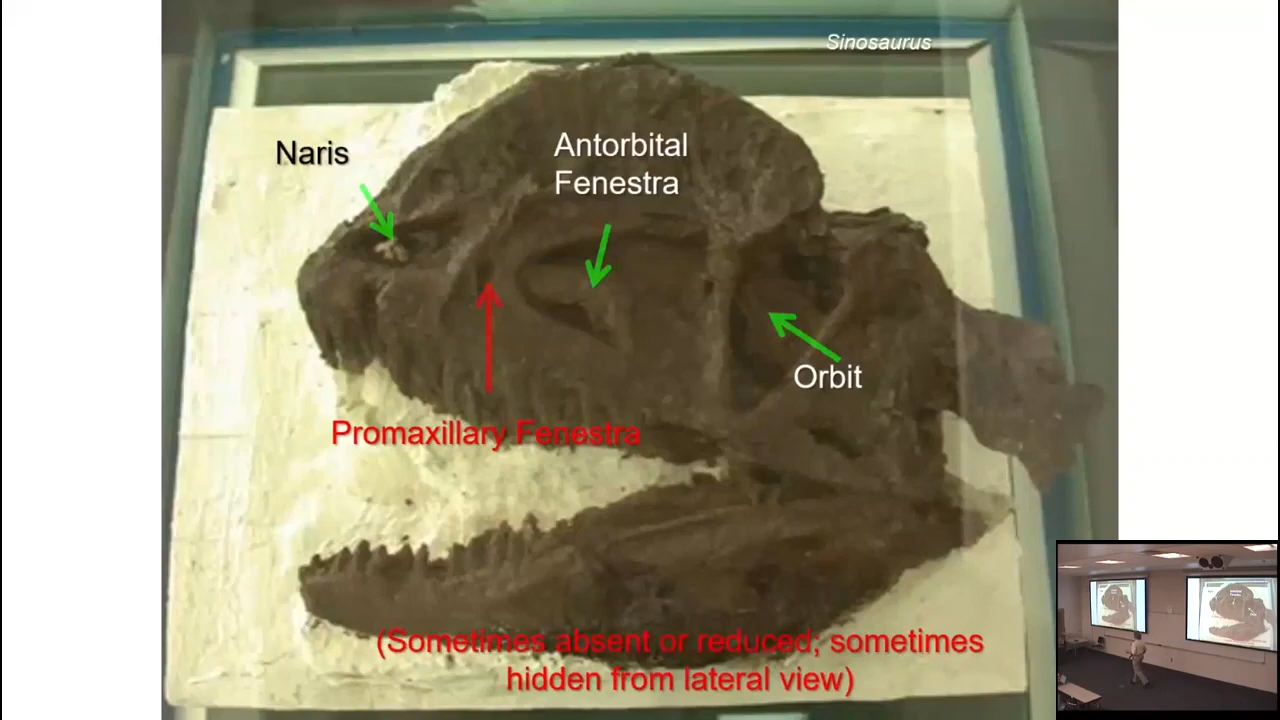 Sinosaurus
Naris
Antorbital
Fenestra
Orbit
Promaxillary Fenestra
(Sometimes absent or reduced; sometimes
hidden from lateral view)